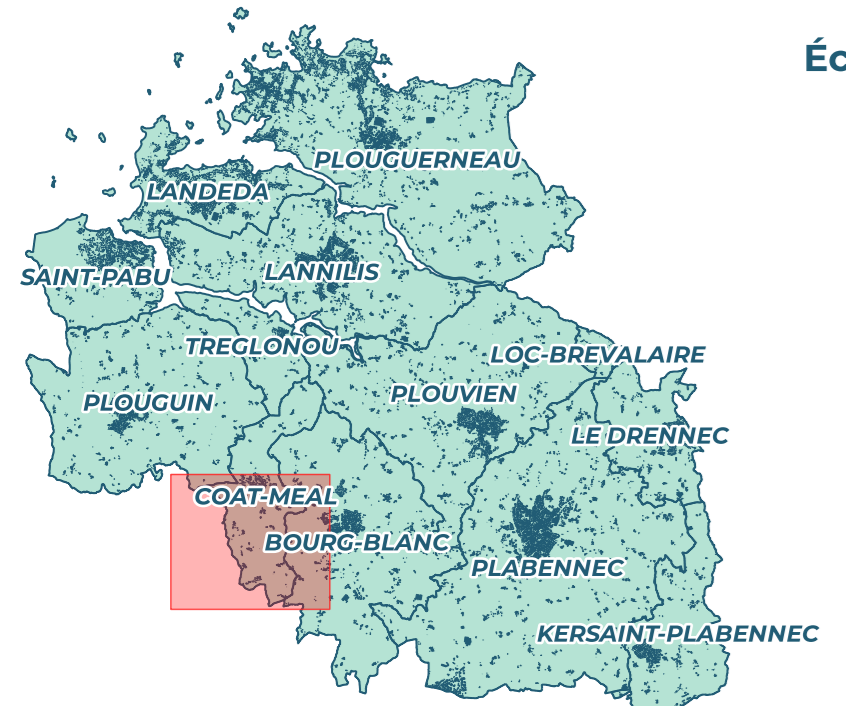 Éc
PLOUGUERNEAU
LANDEDA
LANNILIS
SAINT-PABU
TREGLONOU
LOC-BREVALAIRE
PLOUVIEN
PLOUGUIN
LE DRENNEC
COAT-MEAL
BOURG-BLANC
PLABENNEC
KERSAINT-PLABENNEC